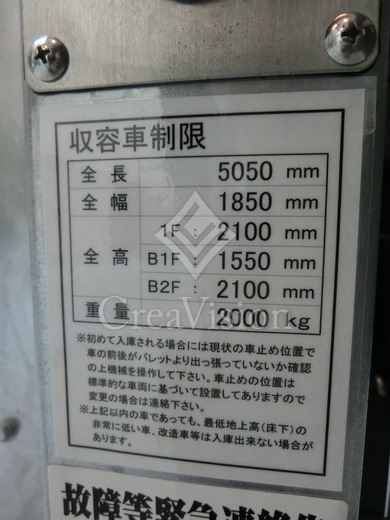 収容車制限
全長 5050 mm
全幅 1850 mm
全高 1F : 2100 mm
B1F : 1550 mm
B2F : 2100 mm
重量 2000 kg
CreaVision
※初めて入庫される場合には現状の車止め位置で
車の前後がパレットより出っ張っていないか確認
の上機械を操作して下さい。車止めの位置は
標準的な車両に基づいて設置してありますので
変更の場合は連絡下さい。
※上記以内の車であっても、最低地上高(床下)の
非常に低い車、改造車等は入庫出来ない場合が
あります。
故障等緊急連絡先